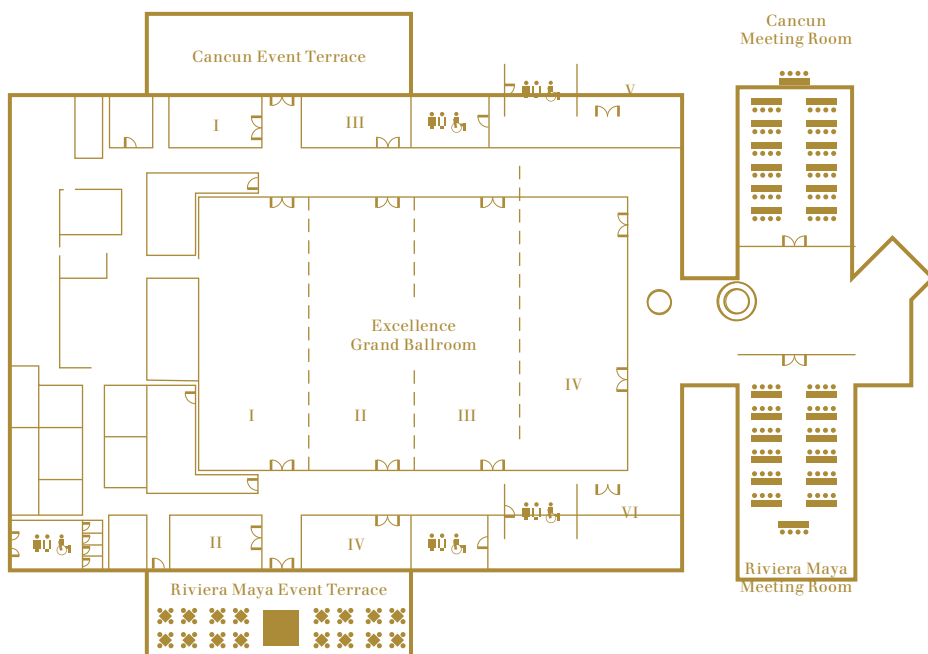 Cancun
Meeting Room
Cancun Event Terrace
V
I
III
Excellence
Grand Ballroom
IV
I
II
III
VI
II
IV
Riviera Maya
Meeting Room
Riviera Maya Event Terrace